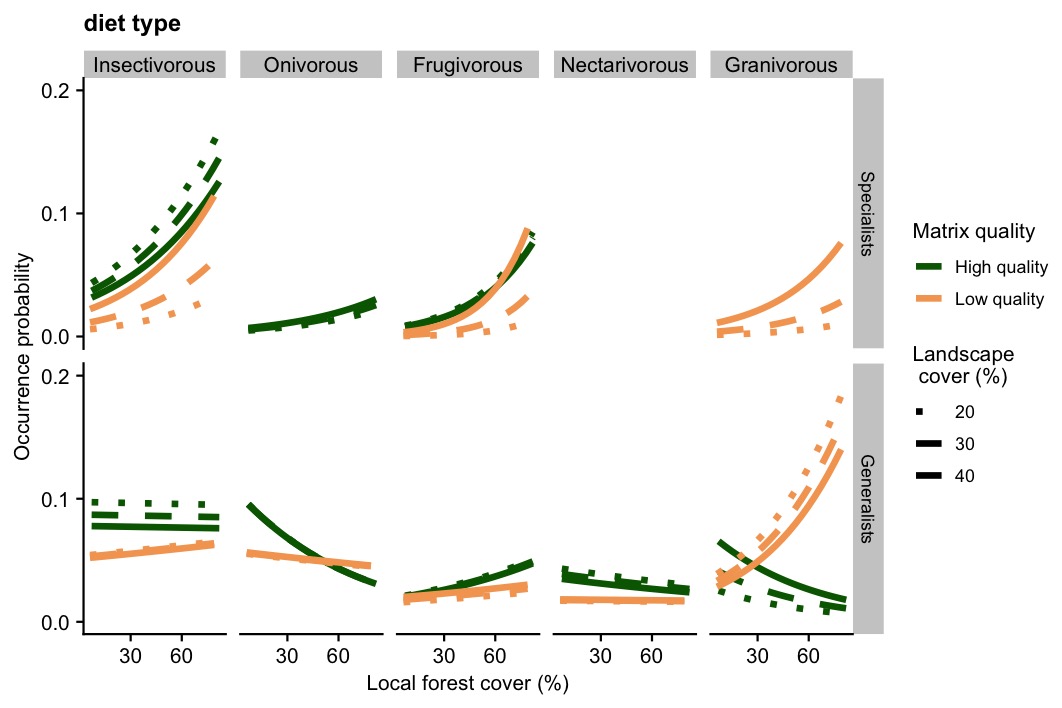 diet type
Insectivorous
Onivorous
Frugivorous
Nectarivorous
Granivorous
0.2
0.1
0.0
Specialists
Occurrence probability
0.2
0.1
0.0
Generalists
30
60
30
60
30
60
30
60
30
60
Local forest cover (%)
Matrix quality
High quality
Low quality
Landscape
cover (%)
20
30
40